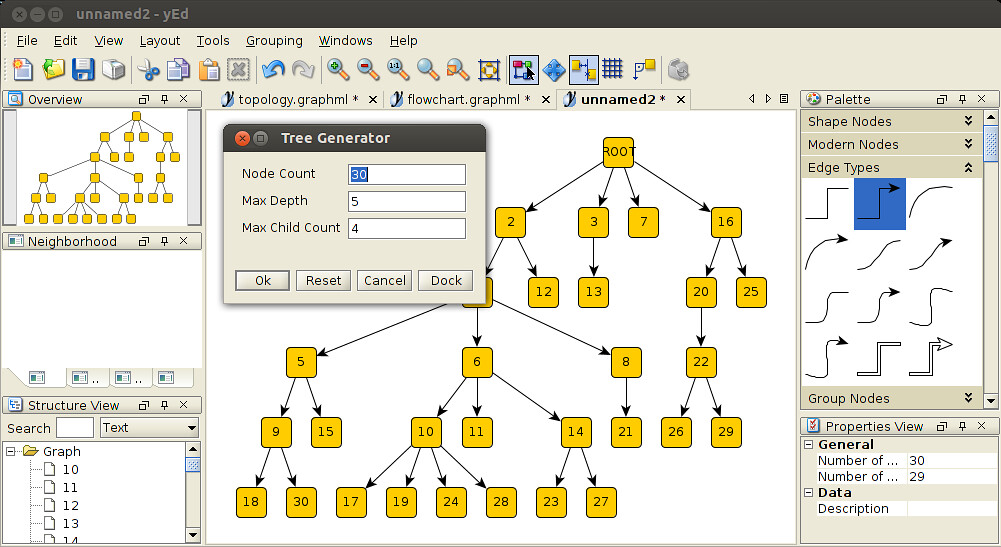 unnamed2 - yEd
File Edit View Layout Tools Grouping Windows Help
1:1
Overview
topology.graphml *
flowchart.graphml *
unnamed2 *
Palette
Shape Nodes
Modern Nodes
Edge Types
Group Nodes
Neighborhood
..
..
Structure View
Search
Text
Graph
10
11
12
13
14
Tree Generator
Node Count 30
Max Depth 5
Max Child Count 4
Ok Reset Cancel Dock
ROOT
2 3 7 16
12 13 20 25
5 6 8 22
9 15 10 11 14 21 26 29
18 30 17 19 24 28 23 27
Properties View
General
Number of ... 30
Number of ... 29
Data
Description